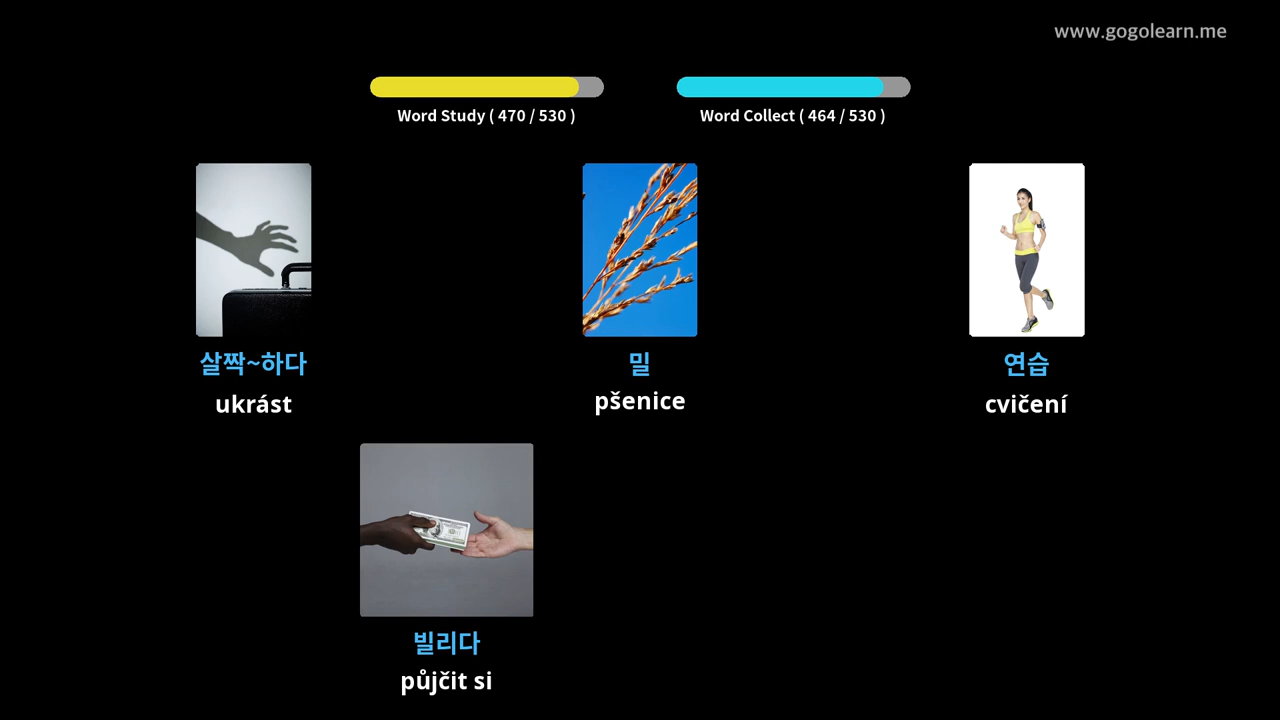 www.gogolearn.me
Word Study ( 470 / 530 )
Word Collect ( 464 / 530 )
살짝~하다
밀
연습
ukrást
pšenice
cvičení
빌리다
půjčit si